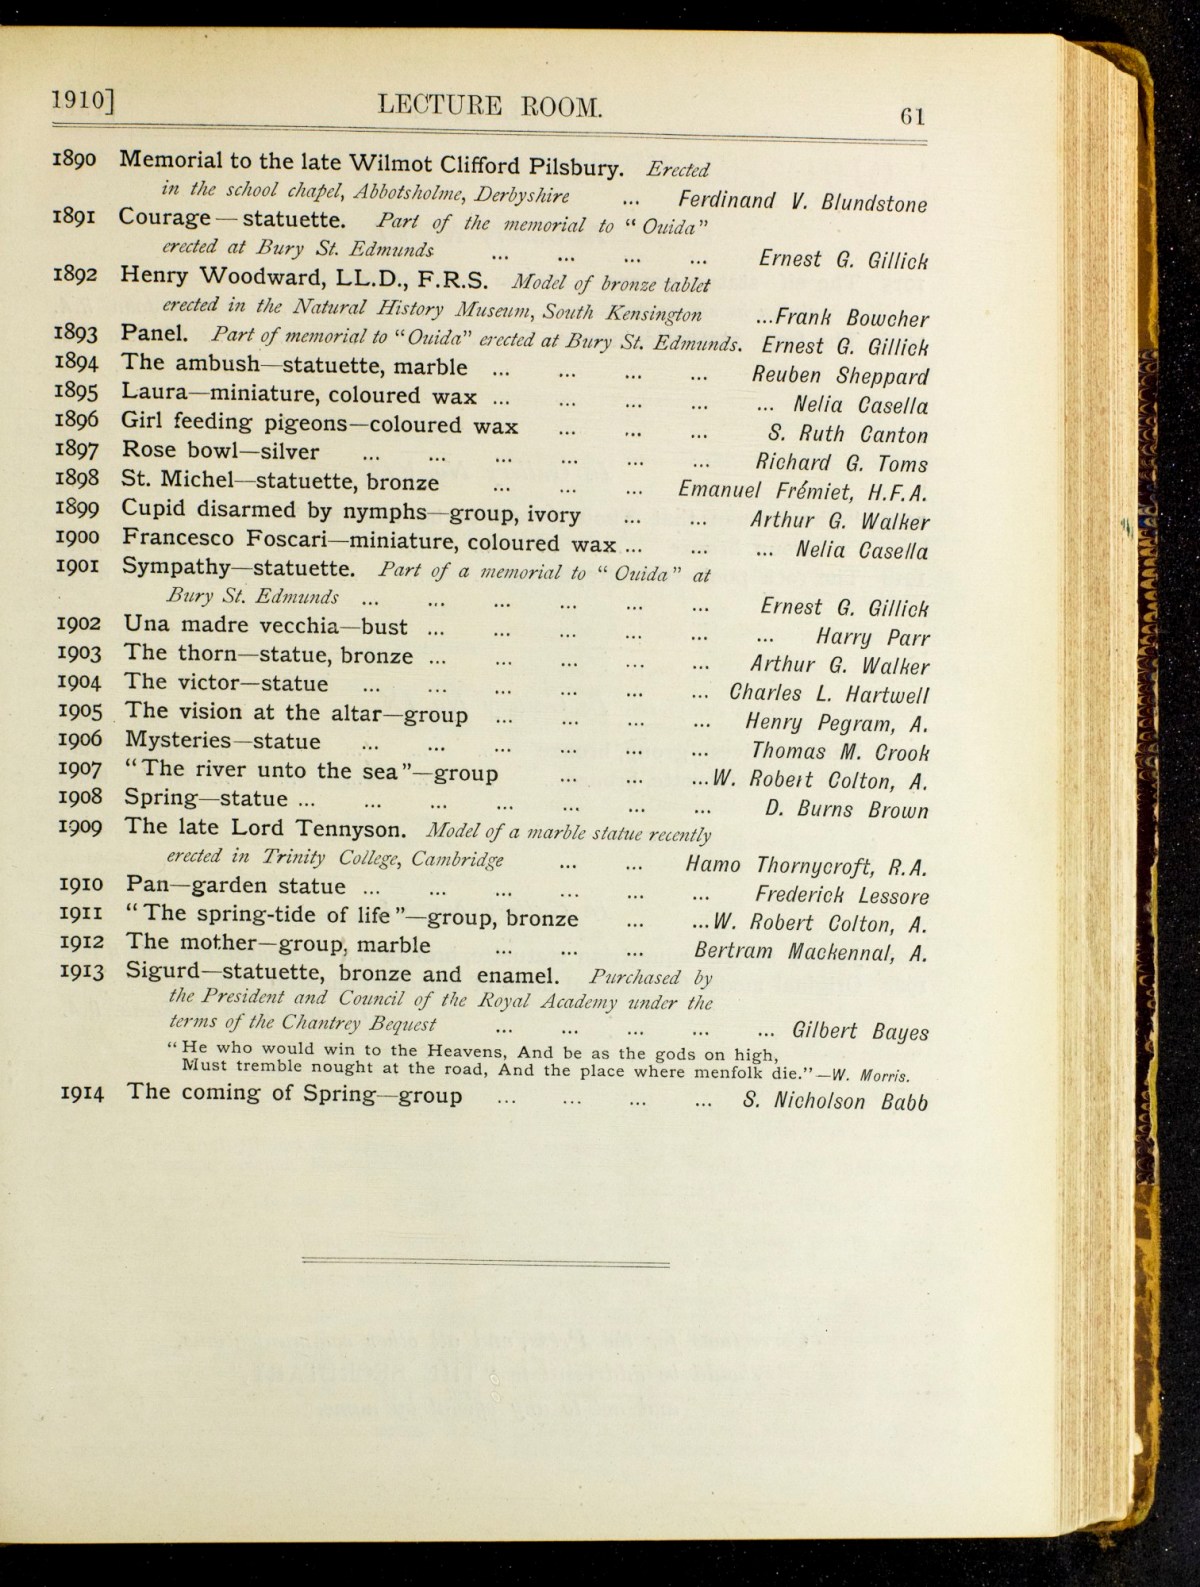 1910] LECTURE ROOM. 61
1890 Memorial to the late Wilmot Clifford Pilsbury. Erected
in the school chapel, Abbotsholme, Derbyshire ... Ferdinand V. Blundstone
1891 Courage—statuette. Part of the memorial to "Ouida"
erected at Bury St. Edmunds ... ... ... ... Ernest G. Gillick
1892 Henry Woodward, LL.D., F.R.S. Model of bronze tablet
erected in the Natural History Museum, South Kensington ...Frank Bowcher
1893 Panel. Part of memorial to "Ouida" erected at Bury St. Edmunds. Ernest G. Gillick
1894 The ambush—statuette, marble ... ... ... ... Reuben Sheppard
1895 Laura—miniature, coloured wax ... ... ... ... ... Nelia Casella
1896 Girl feeding pigeons—coloured wax ... ... ... S. Ruth Canton
1897 Rose bowl—silver ... ... ... ... ... ... Richard G. Toms
1898 St. Michel—statuette, bronze ... ... ... Emanuel Frémiet, H.F.A.
1899 Cupid disarmed by nymphs—group, ivory ... ... Arthur G. Walker
1900 Francesco Foscari—miniature, coloured wax ... ... ... Nelia Casella
1901 Sympathy—statuette. Part of a memorial to "Ouida" at
Bury St. Edmunds ... ... ... ... ... ... Ernest G. Gillick
1902 Una madre vecchia—bust ... ... ... ... ... ... Harry Parr
1903 The thorn—statue, bronze ... ... ... ... ... Arthur G. Walker
1904 The victor—statue ... ... ... ... ... ... Charles L. Hartwell
1905 The vision at the altar—group ... ... ... ... Henry Pegram, A.
1906 Mysteries—statue ... ... ... ... ... ... Thomas M. Crook
1907 "The river unto the sea"—group ... ... ...W. Robert Colton, A.
1908 Spring—statue ... ... ... ... ... ... ... D. Burns Brown
1909 The late Lord Tennyson. Model of a marble statue recently
erected in Trinity College, Cambridge ... ... Hamo Thornycroft, R.A.
1910 Pan—garden statue ... ... ... ... ... ... Frederick Lessore
1911 "The spring-tide of life"—group, bronze ... ...W. Robert Colton, A.
1912 The mother—group, marble ... ... ... Bertram Mackennal, A.
1913 Sigurd—statuette, bronze and enamel. Purchased by
the President and Council of the Royal Academy under the
terms of the Chantrey Bequest ... ... ... ... ... Gilbert Bayes
"He who would win to the Heavens, And be as the gods on high,
Must tremble nought at the road, And the place where menfolk die."—W. Morris.
1914 The coming of Spring—group ... ... ... ... S. Nicholson Babb